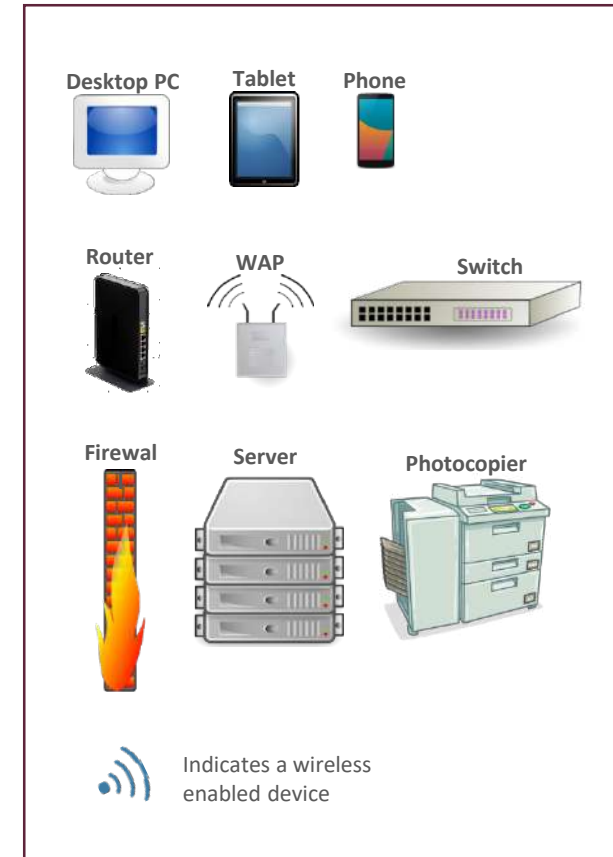 Desktop PC
Tablet
Phone
Router
WAP
Switch
Firewal
Server
Photocopier
Indicates a wireless
enabled device